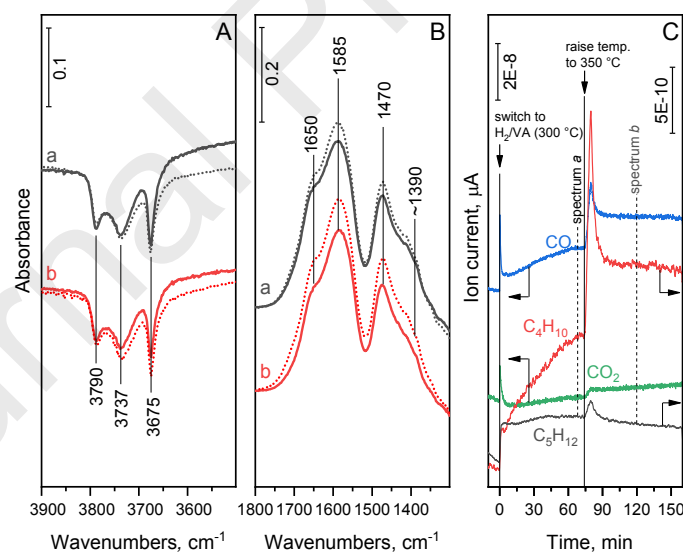 A
B
C
0.1
0.2
2E-8
5E-10
raise temp.
to 350 °C
switch to
H2/VA (300 °C)
spectrum a
spectrum b
1650
1585
1470
~1390
a
b
a
b
3790
3737
3675
CO
C4H10
CO2
C5H12
Absorbance
Ion current, µA
3900 3800 3700 3600
1800 1700 1600 1500 1400
0 30 60 90 120 150
Wavenumbers, cm-1
Wavenumbers, cm-1
Time, min